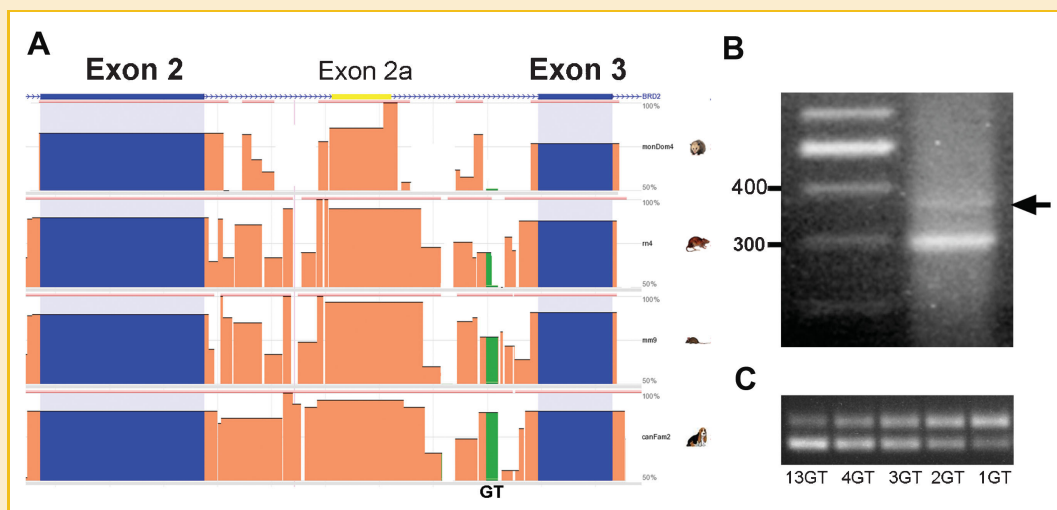 A
Exon 2
Exon 2a
Exon 3
BRD2
100%
monDom4
50%
100%
rn4
50%
100%
mm9
50%
100%
canFam2
50%
GT
B
400
300
C
13GT 4GT 3GT 2GT 1GT